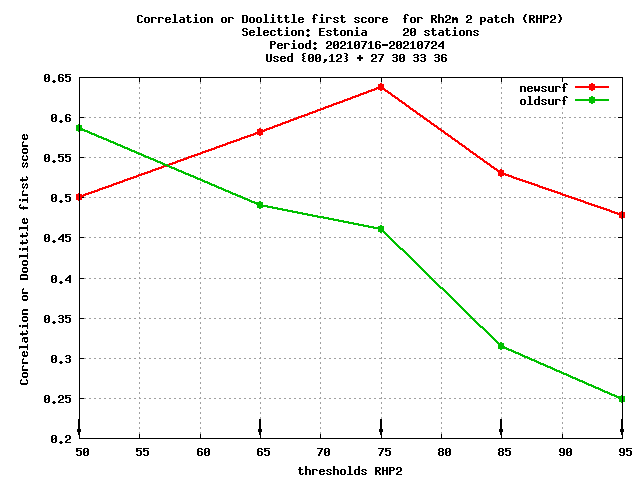 Correlation or Doolittle first score  for Rh2m 2 patch (RHP2)
Selection: Estonia     20 stations
Period: 20210716-20210724
Used {00,12} + 27 30 33 36
newsurf
oldsurf
Correlation or Doolittle first score
0.65
0.6
0.55
0.5
0.45
0.4
0.35
0.3
0.25
0.2
50 55 60 65 70 75 80 85 90 95
thresholds RHP2